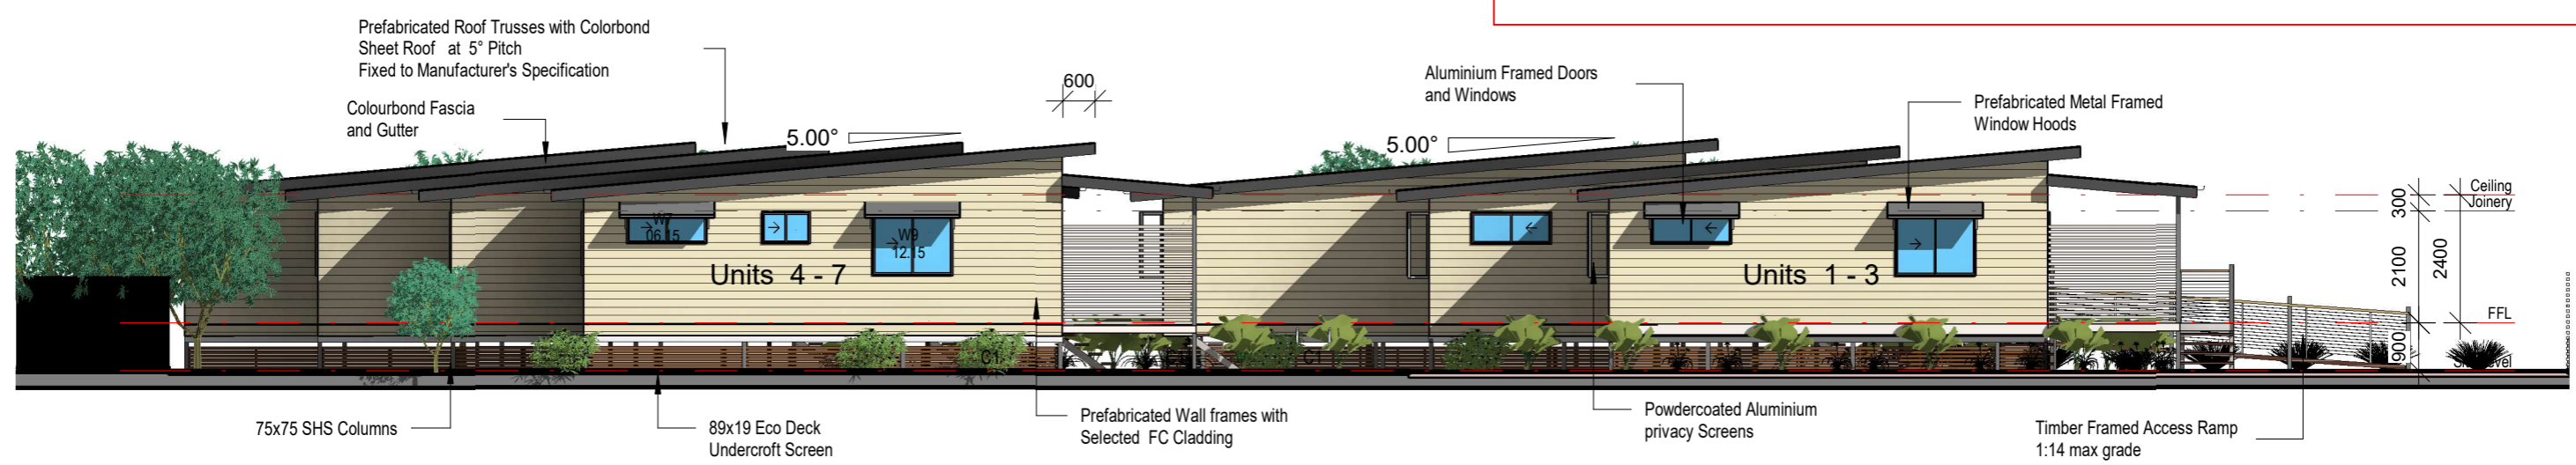 Prefabricated Roof Trusses with Colorbond
Sheet Roof at 5° Pitch
Fixed to Manufacturer's Specification
Colourbond Fascia
and Gutter
600
5.00°
Aluminium Framed Doors
and Windows
5.00°
Prefabricated Metal Framed
Window Hoods
Ceiling
Joinery
300
2100
2400
FFL
900
W7
06.15
W9
12.15
Units 4 - 7
Units 1 - 3
C1
C1
75x75 SHS Columns
89x19 Eco Deck
Undercroft Screen
Prefabricated Wall frames with
Selected FC Cladding
Powdercoated Aluminium
privacy Screens
Timber Framed Access Ramp
1:14 max grade